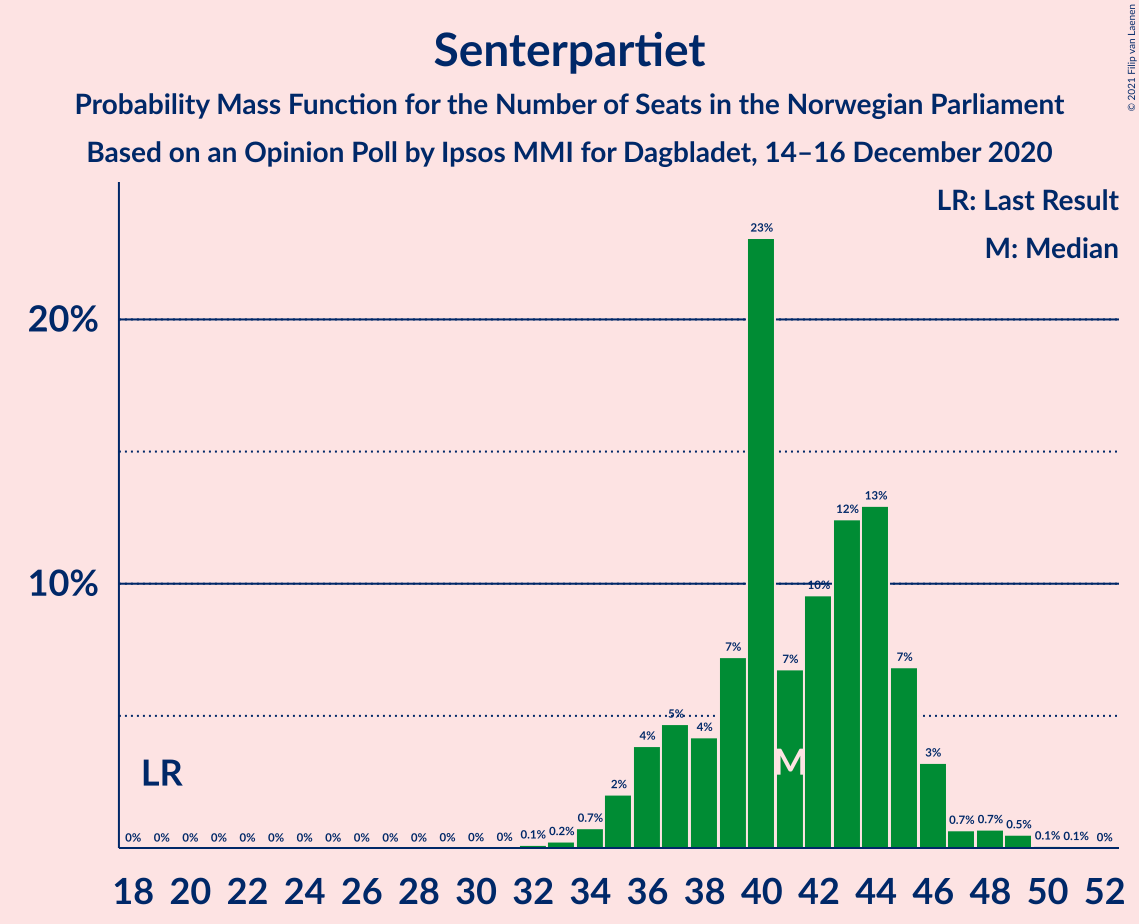 Senterpartiet
Probability Mass Function for the Number of Seats in the Norwegian Parliament
Based on an Opinion Poll by Ipsos MMI for Dagbladet, 14–16 December 2020
© 2021 Filip van Laenen
LR: Last Result
M: Median
20%
10%
LR
M
0% 0% 0% 0% 0% 0% 0% 0% 0% 0% 0% 0% 0% 0% 0.1% 0.2% 0.7% 2% 4% 5% 4% 7% 23% 7% 10% 12% 13% 7% 3% 0.7% 0.7% 0.5% 0.1% 0.1% 0%
18 20 22 24 26 28 30 32 34 36 38 40 42 44 46 48 50 52